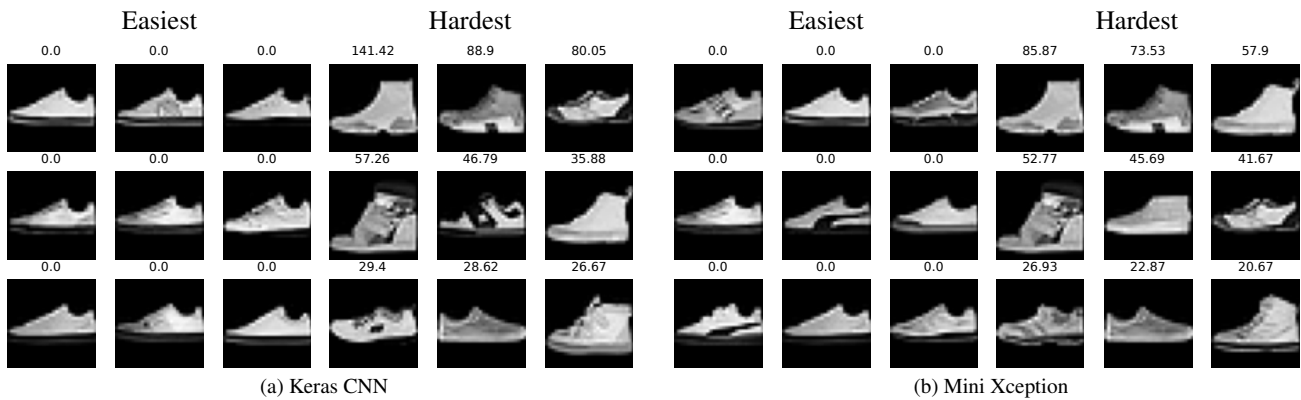 Easiest Hardest Easiest Hardest
0.0 0.0 0.0 141.42 88.9 80.05 0.0 0.0 0.0 85.87 73.53 57.9
0.0 0.0 0.0 57.26 46.79 35.88 0.0 0.0 0.0 52.77 45.69 41.67
0.0 0.0 0.0 29.4 28.62 26.67 0.0 0.0 0.0 26.93 22.87 20.67
(a) Keras CNN (b) Mini Xception